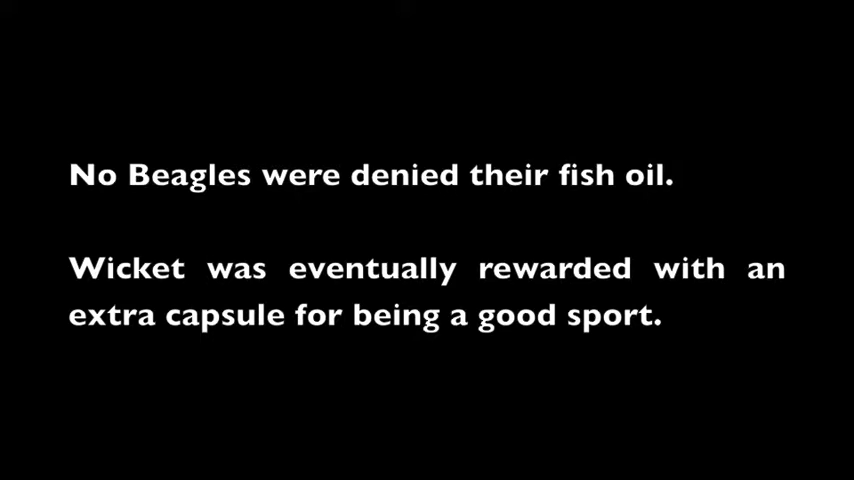 No Beagles were denied their fish oil.
Wicket was eventually rewarded with an
extra capsule for being a good sport.